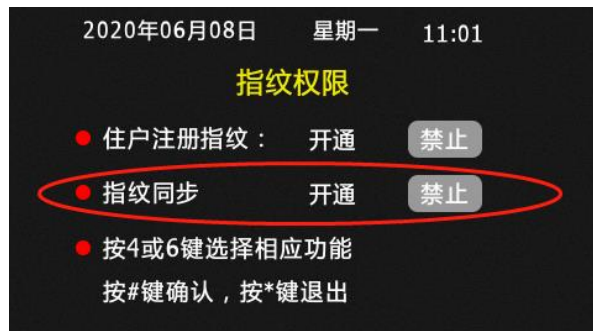 2020年06月08日 星期一 11:01
指纹权限
住户注册指纹： 开通 禁止
指纹同步 开通 禁止
按4或6键选择相应功能
按#键确认，按*键退出